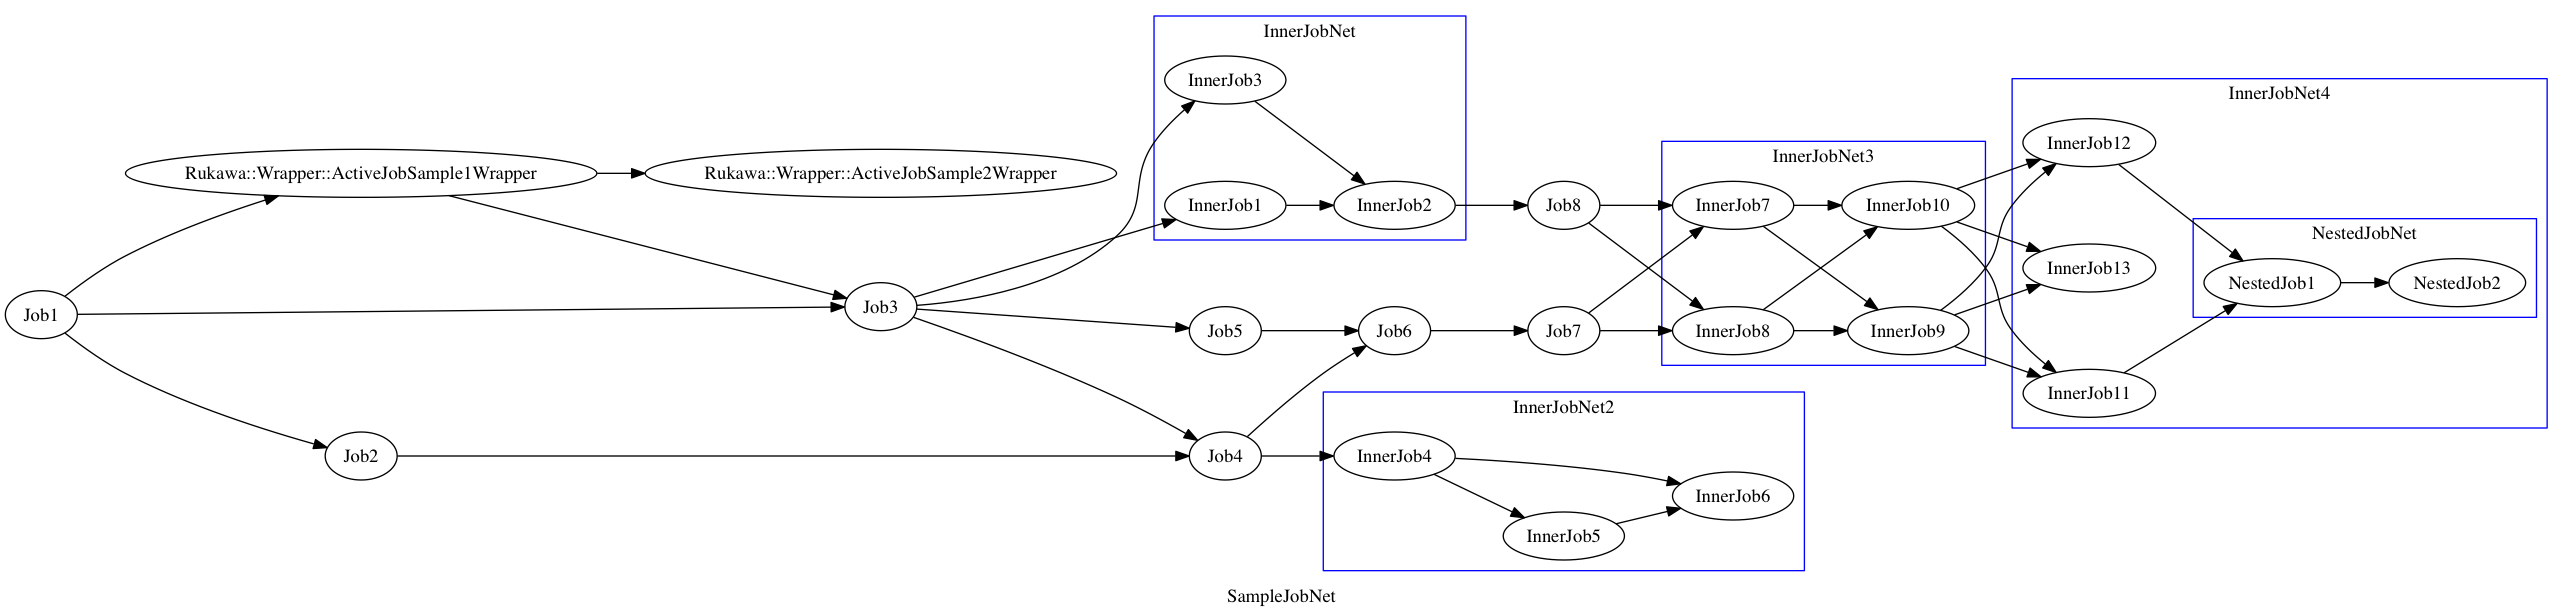 InnerJobNet
InnerJob3
InnerJobNet4
InnerJob12
InnerJobNet3
Rukawa::Wrapper::ActiveJobSample1Wrapper
Rukawa::Wrapper::ActiveJobSample2Wrapper
InnerJob1
InnerJob2
Job8
InnerJob7
InnerJob10
NestedJobNet
InnerJob13
NestedJob1
NestedJob2
Job1
Job3
Job5
Job6
Job7
InnerJob8
InnerJob9
InnerJob11
InnerJobNet2
Job2
Job4
InnerJob4
InnerJob6
InnerJob5
SampleJobNet